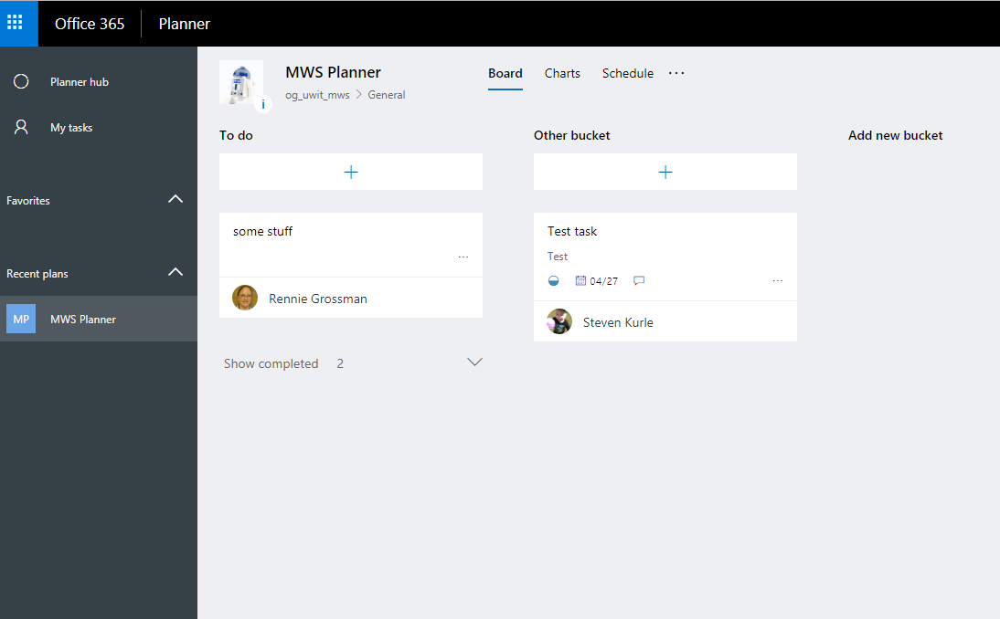 Office 365 Planner
Planner hub
My tasks
Favorites
Recent plans
MP MWS Planner
MWS Planner
og_uwit_mws > General
Board Charts Schedule ...
To do
+
some stuff
...
Rennie Grossman
Show completed 2
Other bucket
+
Test task
Test
04/27 ...
Steven Kurle
Add new bucket